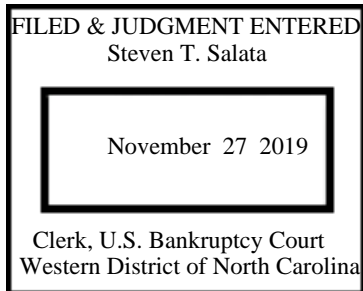 FILED & JUDGMENT ENTERED
Steven T. Salata
November 27 2019
Clerk, U.S. Bankruptcy Court
Western District of North Carolina